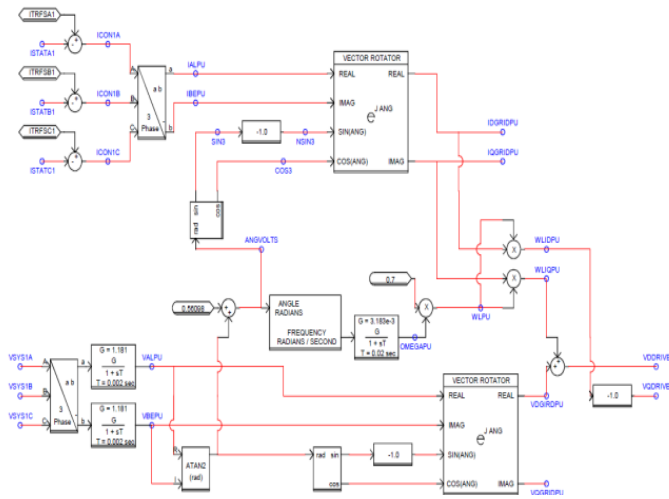 ITRFSA1
ICON1A
ISTATA1
ITRFSB1
ICON1B
ISTATB1
ITRFSC1
ICON1C
ISTATC1
A
B
C
a b
3
Phase
a
b
IALPU
IBEPU
VECTOR ROTATOR
REAL REAL
IMAG
e J ANG
SIN(ANG)
COS(ANG) IMAG
SIN3
-1.0
NSIN3
COS3
IDGRIDPU
IQGRIDPU
rad sin
cos
ANGVOLTS
0.56098
ANGLE
RADIANS
FREQUENCY
RADIANS / SECOND
G = 3.183e-3
G
1 + sT
T = 0.02 sec
OMEGAPU
0.7
X
WLPU
X
WLIDPU
X
WLIQPU
VSYS1A
VSYS1B
VSYS1C
A
B
C
a b
3
Phase
a
b
G = 1.181
G
1 + sT
T = 0.002 sec
VALPU
G = 1.181
G
1 + sT
T = 0.002 sec
VBEPU
ATAN2
(rad)
rad sin
cos
-1.0
VECTOR ROTATOR
REAL REAL
IMAG
e J ANG
SIN(ANG)
COS(ANG) IMAG
VDGIRDPU
VDDRIVE
-1.0
VQDRIVE
VQGRIDPU